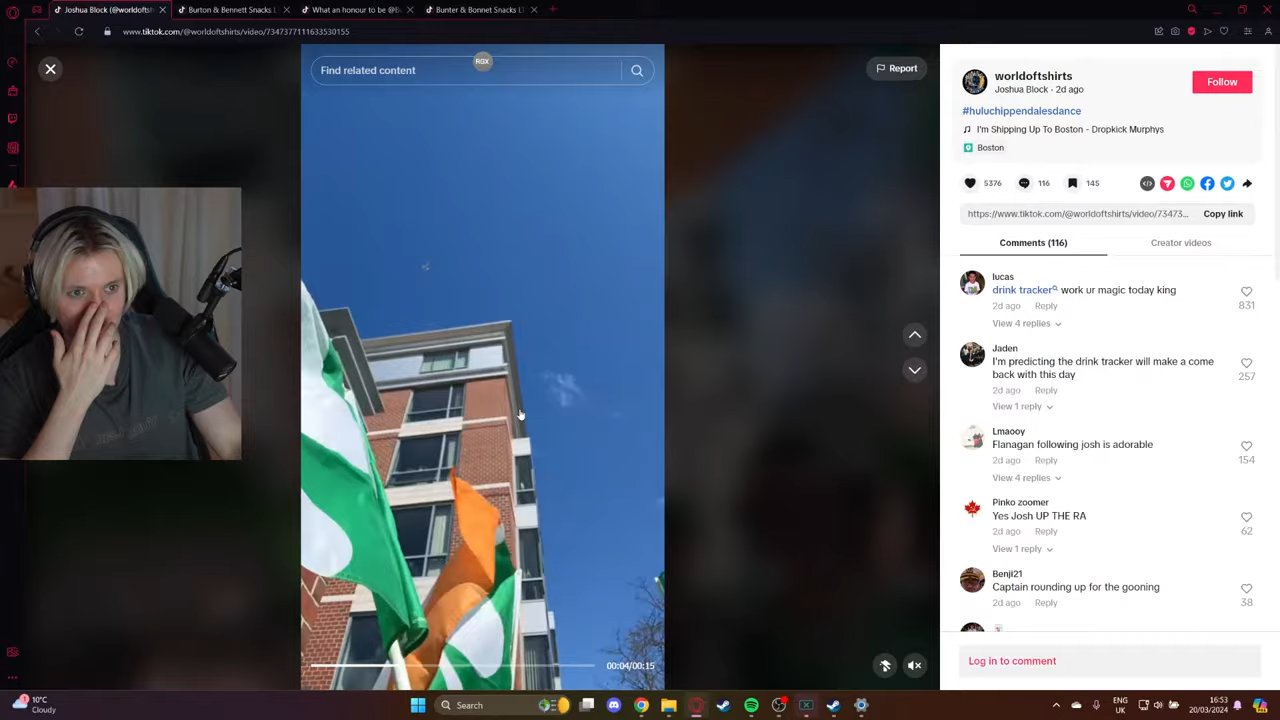 Joshua Block (@worldofsh
Burton & Bennett Snacks L
What an honour to be @B
Bunter & Bonnet Snacks L
www.tiktok.com/@worldoftshirts/video/7347377111633530155
Find related content
RGX
Report
worldoftshirts
Joshua Block · 2d ago
Follow
#huluchippendalesdance
I'm Shipping Up To Boston - Dropkick Murphys
Boston
5376
116
145
https://www.tiktok.com/@worldoftshirts/video/73473...
Copy link
Comments (116)
Creator videos
lucas
drink tracker work ur magic today king
2d ago
Reply
831
View 4 replies
Jaden
I'm predicting the drink tracker will make a come
back with this day
257
2d ago
Reply
View 1 reply
Lmaooy
Flanagan following josh is adorable
2d ago
Reply
154
View 4 replies
Pinko zoomer
Yes Josh UP THE RA
2d ago
Reply
62
View 1 reply
Benji21
Captain rounding up for the gooning
2d ago
Reply
38
Log in to comment
00:04/00:15
10°C
Cloudy
Search
ENG
UK
16:53
20/03/2024